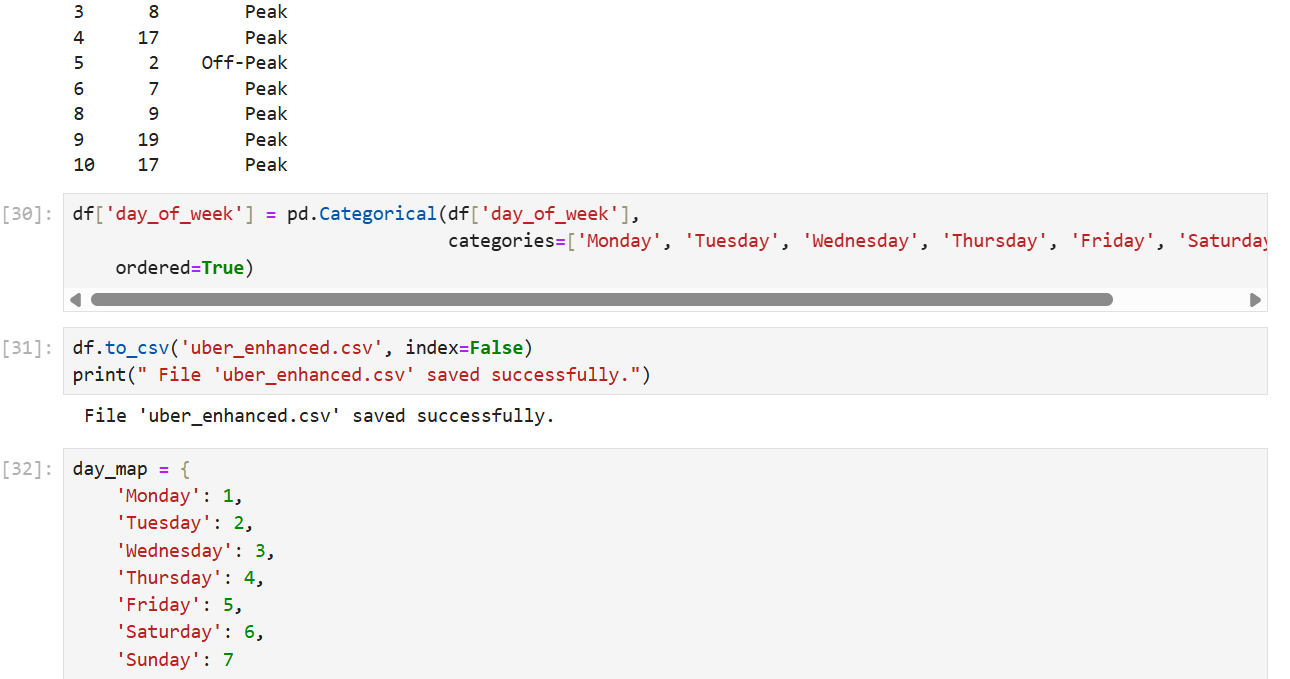 3 8 Peak
4 17 Peak
5 2 Off-Peak
6 7 Peak
8 9 Peak
9 19 Peak
10 17 Peak
[30]: df['day_of_week'] = pd.Categorical(df['day_of_week'],
categories=['Monday', 'Tuesday', 'Wednesday', 'Thursday', 'Friday', 'Saturday
ordered=True)
[31]: df.to_csv('uber_enhanced.csv', index=False)
print(" File 'uber_enhanced.csv' saved successfully.")
File 'uber_enhanced.csv' saved successfully.
[32]: day_map = {
'Monday': 1,
'Tuesday': 2,
'Wednesday': 3,
'Thursday': 4,
'Friday': 5,
'Saturday': 6,
'Sunday': 7